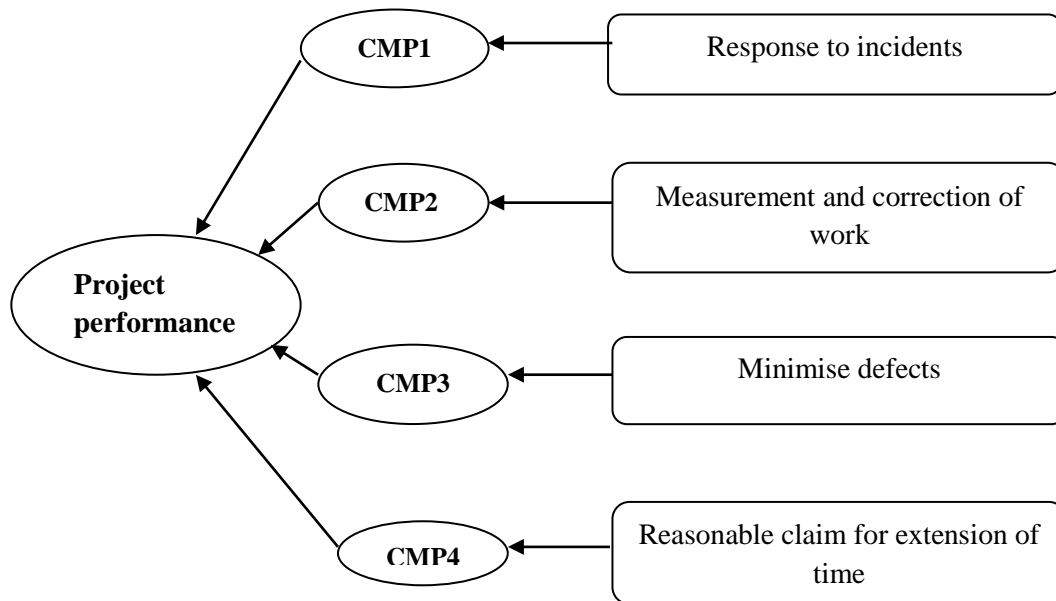 CMP1
Response to incidents
CMP2
Measurement and correction of
work
Project
performance
CMP3
Minimise defects
CMP4
Reasonable claim for extension of
time